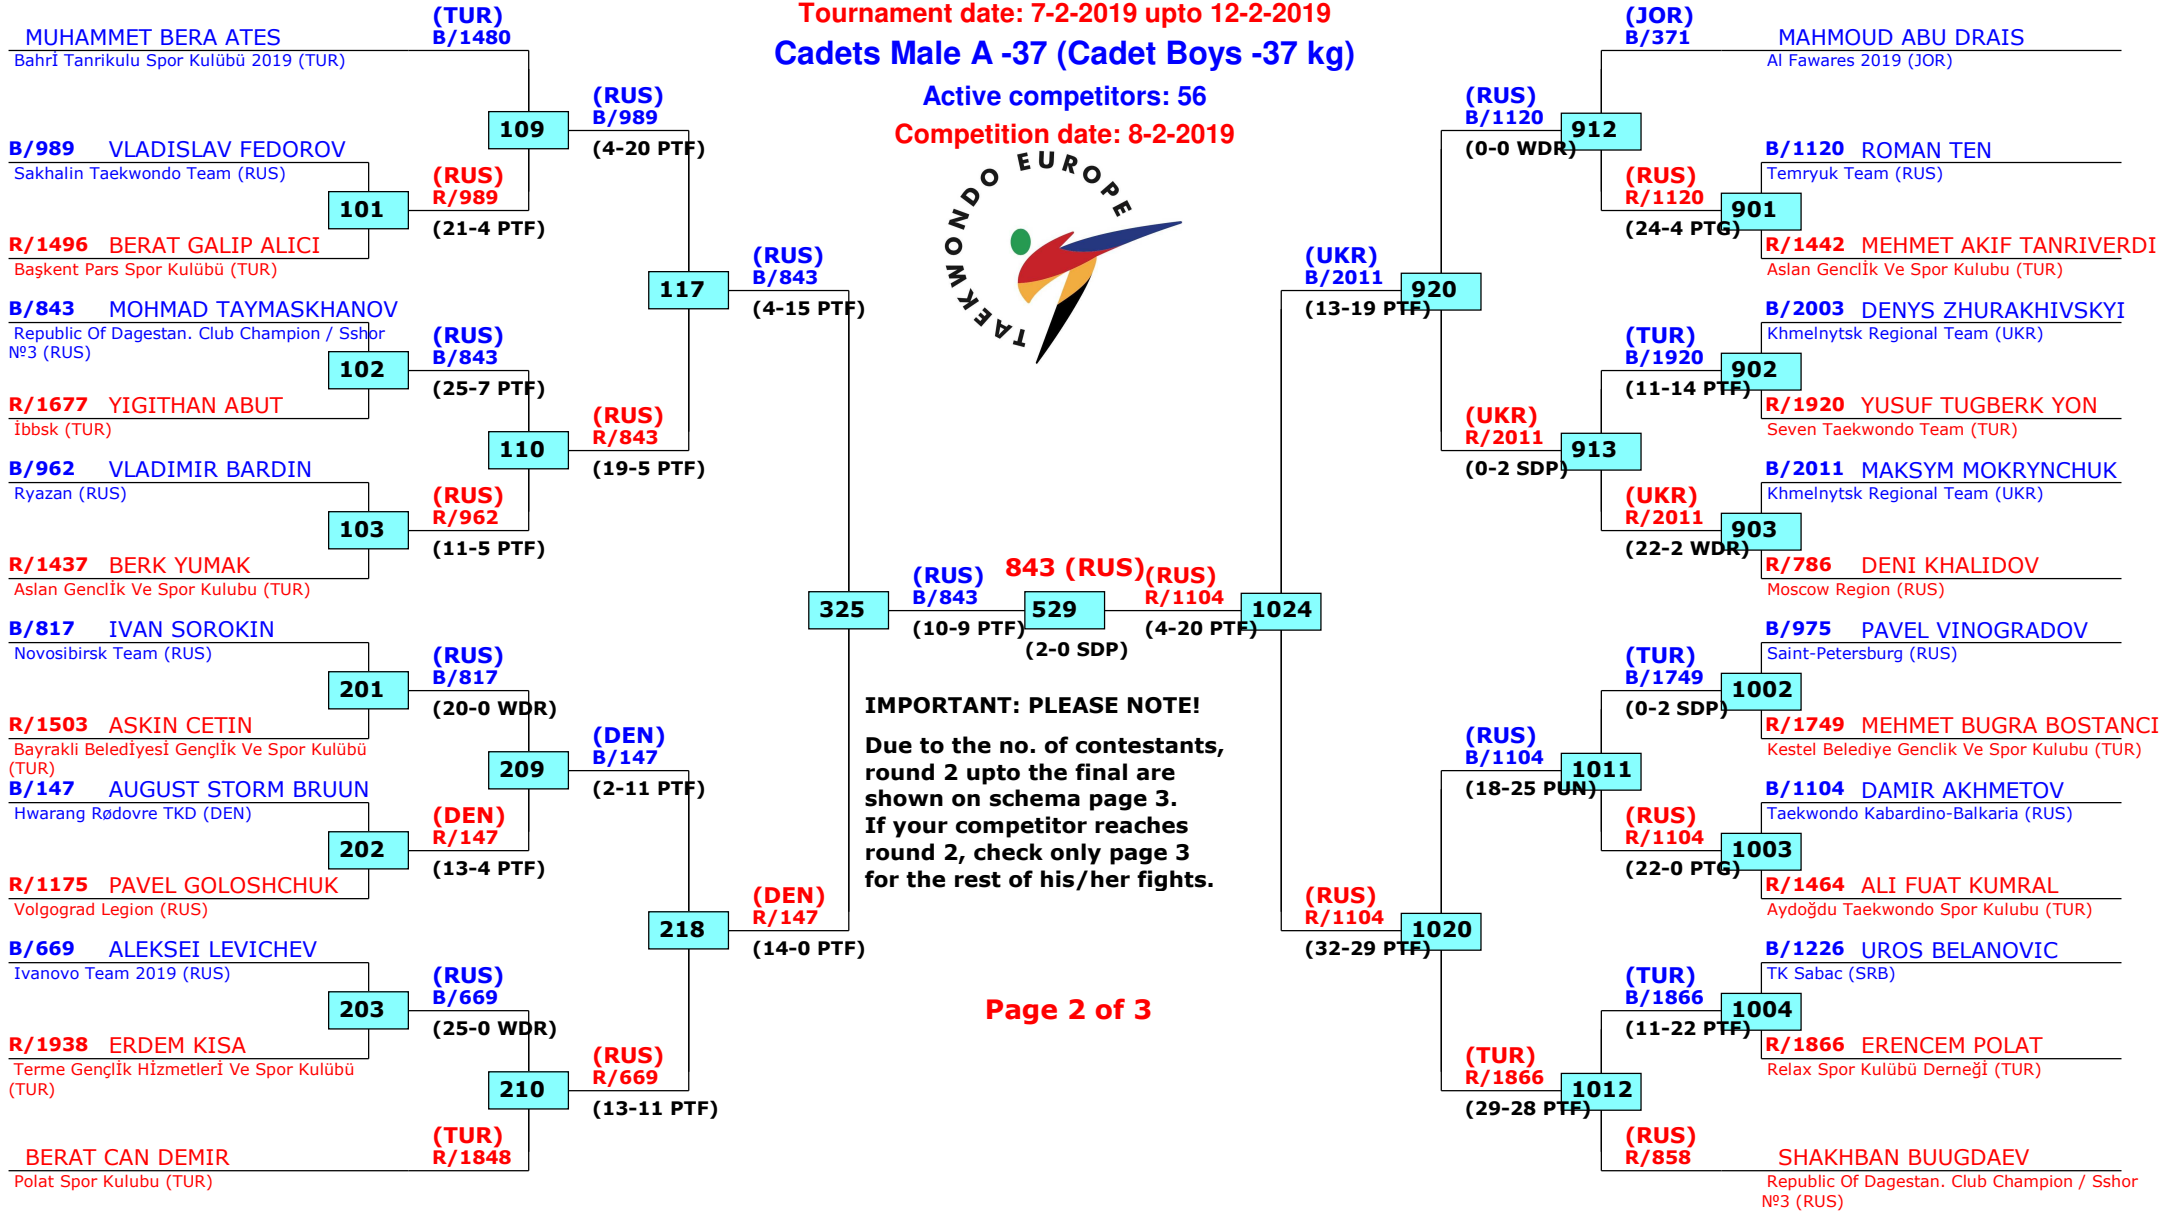 Tournament date: 7-2-2019 upto 12-2-2019
Cadets Male A -37 (Cadet Boys -37 kg)
Active competitors: 56
Competition date: 8-2-2019
TAEKWONDO EUROPE
MUHAMMET BERA ATES
Bahrİ Tanrikulu Spor Kulübü 2019 (TUR)
(TUR)
B/1480
B/989 VLADISLAV FEDOROV
Sakhalin Taekwondo Team (RUS)
101
R/1496 BERAT GALIP ALICI
Başkent Pars Spor Kulübü (TUR)
(RUS)
R/989
(21-4 PTF)
109
(RUS)
B/989
(4-20 PTF)
B/843 MOHMAD TAYMASKHANOV
Republic Of Dagestan. Club Champion / Sshor
№3 (RUS)
102
R/1677 YIGITHAN ABUT
İbbsk (TUR)
(RUS)
B/843
(25-7 PTF)
B/962 VLADIMIR BARDIN
Ryazan (RUS)
103
R/1437 BERK YUMAK
Aslan Genclİk Ve Spor Kulubu (TUR)
(RUS)
R/962
(11-5 PTF)
110
(RUS)
R/843
(19-5 PTF)
117
(RUS)
B/843
(4-15 PTF)
B/817 IVAN SOROKIN
Novosibirsk Team (RUS)
201
R/1503 ASKIN CETIN
Bayrakli Beledİyesİ Gençlİk Ve Spor Kulübü
(TUR)
(RUS)
B/817
(20-0 WDR)
B/147 AUGUST STORM BRUUN
Hwarang Rødovre TKD (DEN)
202
R/1175 PAVEL GOLOSHCHUK
Volgograd Legion (RUS)
(DEN)
R/147
(13-4 PTF)
209
(DEN)
B/147
(2-11 PTF)
B/669 ALEKSEI LEVICHEV
Ivanovo Team 2019 (RUS)
203
R/1938 ERDEM KISA
Terme Gençlİk Hİzmetlerİ Ve Spor Kulübü
(TUR)
(RUS)
B/669
(25-0 WDR)
BERAT CAN DEMIR
Polat Spor Kulubu (TUR)
(TUR)
R/1848
210
(RUS)
R/669
(13-11 PTF)
218
(DEN)
R/147
(14-0 PTF)
325
(RUS)
B/843
(10-9 PTF)
843 (RUS)
529
(2-0 SDP)
(RUS)
R/1104
(4-20 PTF)
1024
IMPORTANT: PLEASE NOTE!
Due to the no. of contestants,
round 2 upto the final are
shown on schema page 3.
If your competitor reaches
round 2, check only page 3
for the rest of his/her fights.
Page 2 of 3
(UKR)
B/2011
(13-19 PTF)
920
(RUS)
B/1120
(0-0 WDR)
912
(JOR)
B/371
MAHMOUD ABU DRAIS
Al Fawares 2019 (JOR)
(RUS)
R/1120
(24-4 PTG)
901
B/1120 ROMAN TEN
Temryuk Team (RUS)
R/1442 MEHMET AKIF TANRIVERDI
Aslan Genclİk Ve Spor Kulubu (TUR)
(UKR)
R/2011
(0-2 SDP)
913
(TUR)
B/1920
(11-14 PTF)
902
B/2003 DENYS ZHURAKHIVSKYI
Khmelnytsk Regional Team (UKR)
R/1920 YUSUF TUGBERK YON
Seven Taekwondo Team (TUR)
(UKR)
R/2011
(22-2 WDR)
903
B/2011 MAKSYM MOKRYNCHUK
Khmelnytsk Regional Team (UKR)
R/786 DENI KHALIDOV
Moscow Region (RUS)
(RUS)
R/1104
(32-29 PTF)
1020
(RUS)
B/1104
(18-25 PUN)
1011
(TUR)
B/1749
(0-2 SDP)
1002
B/975 PAVEL VINOGRADOV
Saint-Petersburg (RUS)
R/1749 MEHMET BUGRA BOSTANCI
Kestel Belediye Genclik Ve Spor Kulubu (TUR)
(RUS)
R/1104
(22-0 PTG)
1003
B/1104 DAMIR AKHMETOV
Taekwondo Kabardino-Balkaria (RUS)
R/1464 ALI FUAT KUMRAL
Aydoğdu Taekwondo Spor Kulubu (TUR)
(TUR)
R/1866
(29-28 PTF)
1012
(TUR)
B/1866
(11-22 PTF)
1004
B/1226 UROS BELANOVIC
TK Sabac (SRB)
R/1866 ERENCEM POLAT
Relax Spor Kulübü Derneğİ (TUR)
(RUS)
R/858
SHAKHBAN BUUGDAEV
Republic Of Dagestan. Club Champion / Sshor
№3 (RUS)